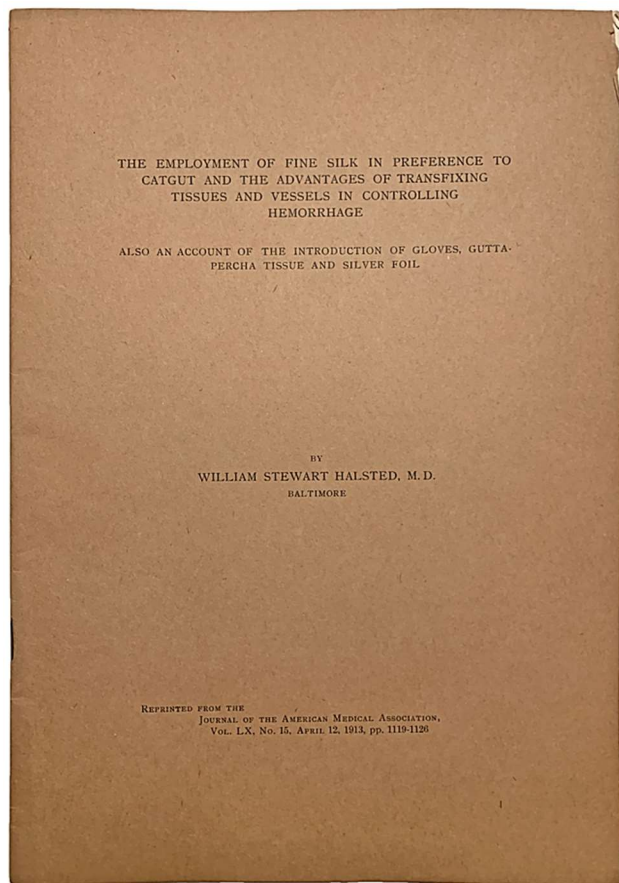 THE EMPLOYMENT OF FINE SILK IN PREFERENCE TO
CATGUT AND THE ADVANTAGES OF TRANSFIXING
TISSUES AND VESSELS IN CONTROLLING
HEMORRHAGE
ALSO AN ACCOUNT OF THE INTRODUCTION OF GLOVES, GUTTA-
PERCHA TISSUE AND SILVER FOIL
BY
WILLIAM STEWART HALSTED, M. D.
BALTIMORE
REPRINTED FROM THE
JOURNAL OF THE AMERICAN MEDICAL ASSOCIATION,
VOL. LX, NO. 15, APRIL 12, 1913, pp. 1119-1126